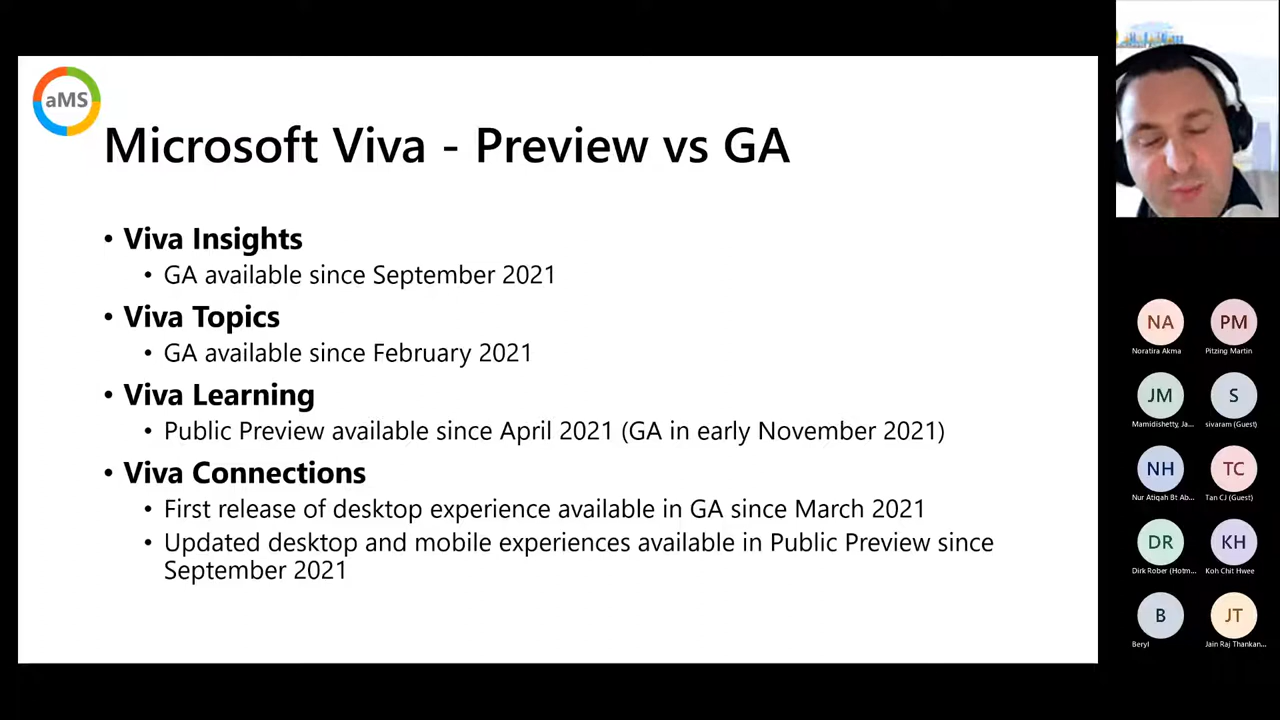 aMS
Microsoft Viva - Preview vs GA
• Viva Insights
• GA available since September 2021
• Viva Topics
• GA available since February 2021
• Viva Learning
• Public Preview available since April 2021 (GA in early November 2021)
• Viva Connections
• First release of desktop experience available in GA since March 2021
• Updated desktop and mobile experiences available in Public Preview since
September 2021
NA
Noratira Akma
PM
Pitzing Martin
JM
Mamidishetty, Ja...
S
sivaram (Guest)
NH
Nur Atiqah Bt Ab...
TC
Tan CJ (Guest)
DR
Dirk Rober (Hotm...
KH
Koh Chit Hwee
B
Beryl
JT
Jain Raj Thankan...